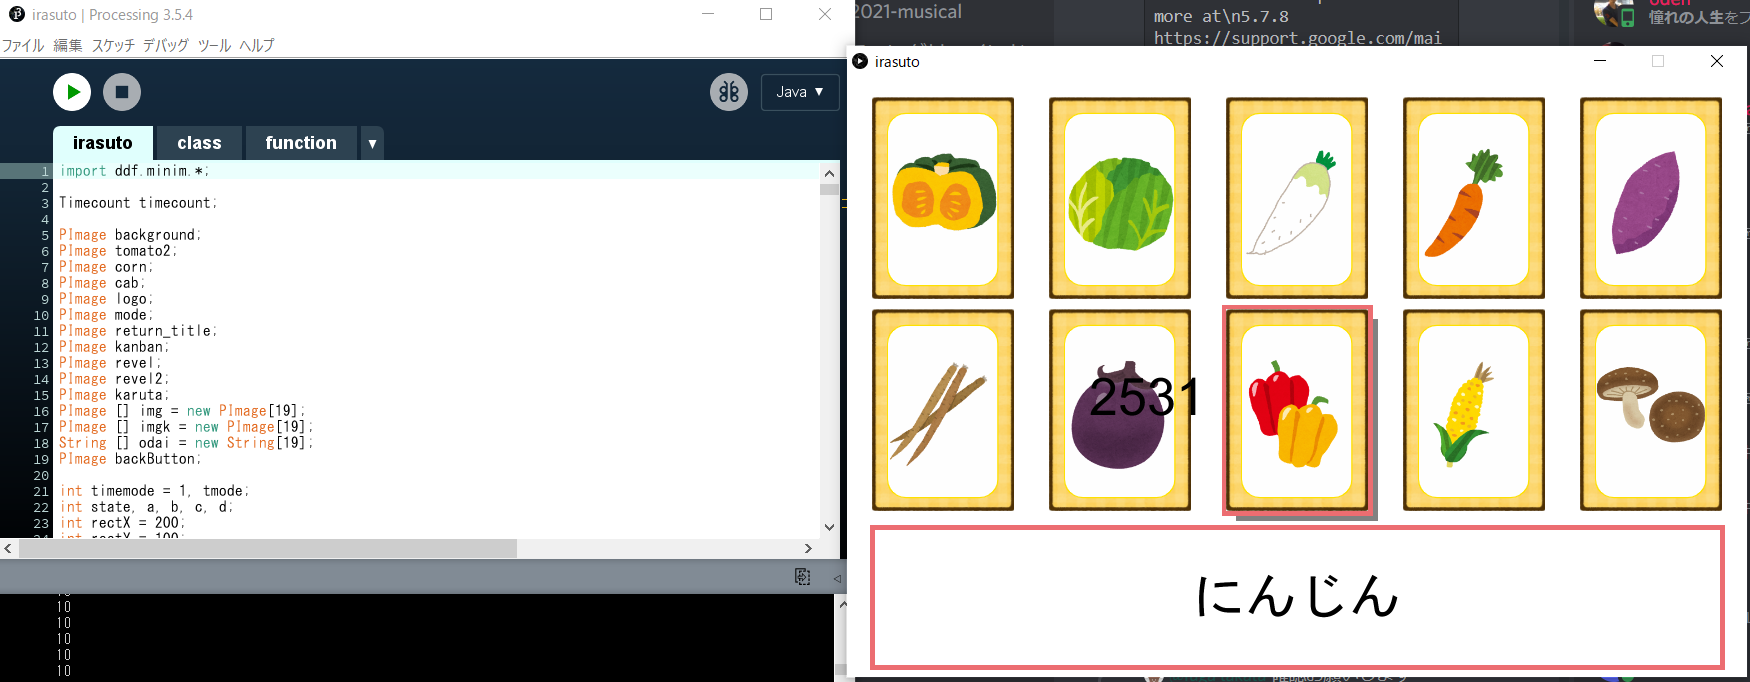 irasuto | Processing 3.5.4
ファイル 編集 スケッチ デバッグ ツール ヘルプ
Java ▼
irasuto class function ▼
1 import ddf.minim.*;
2
3 Timecount timecount;
4
5 PImage background;
6 PImage tomato2;
7 PImage corn;
8 PImage cab;
9 PImage logo;
10 PImage mode;
11 PImage return_title;
12 PImage kanban;
13 PImage revel;
14 PImage revel2;
15 PImage karuta;
16 PImage [] img = new PImage[19];
17 PImage [] imgk = new PImage[19];
18 String [] odai = new String[19];
19 PImage backButton;
20
21 int timemode = 1, tmode;
22 int state, a, b, c, d;
23 int rectX = 200;
10
10
10
10
10
2021-musical
more at\n5.7.8
https://support.google.com/mai
憧れの人生をフ
irasuto
2531
にんじん